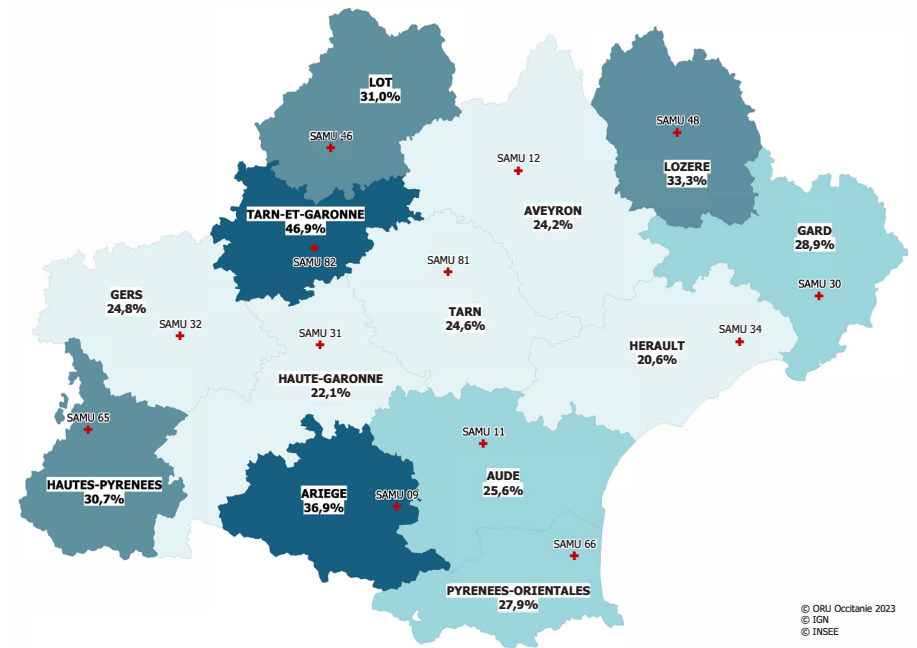 LOT
31,0%
SAMU 46
SAMU 48
SAMU 12
LOZERE
33,3%
TARN-ET-GARONNE
46,9%
AVEYRON
24,2%
GARD
28,9%
SAMU 82
SAMU 81
SAMU 30
GERS
24,8%
SAMU 32
TARN
24,6%
SAMU 31
SAMU 34
HERAULT
20,6%
HAUTE-GARONNE
22,1%
SAMU 65
SAMU 11
HAUTES-PYRENEES
30,7%
ARIEGE
36,9%
SAMU 09
AUDE
25,6%
SAMU 66
PYRENEES-ORIENTALES
27,9%
© ORU Occitanie 2023
© IGN
© INSEE